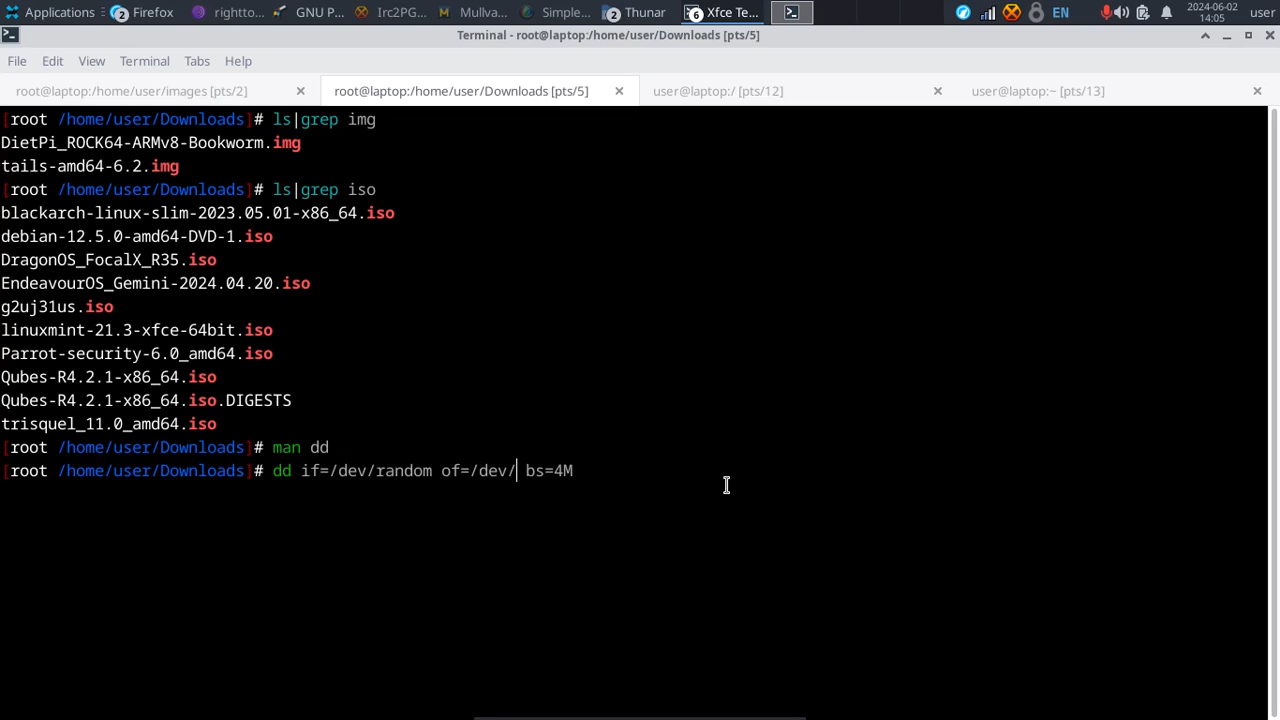 Applications
2 Firefox
rightto...
GNU P...
Irc2PG...
M Mullva...
Simple...
2 Thunar
6 Xfce Te...
EN
2024-06-02
14:05
user
Terminal - root@laptop:/home/user/Downloads [pts/5]
File Edit View Terminal Tabs Help
root@laptop:/home/user/images [pts/2]
root@laptop:/home/user/Downloads [pts/5]
user@laptop:/ [pts/12]
user@laptop:~ [pts/13]
[root /home/user/Downloads]# ls|grep img
DietPi_ROCK64-ARMv8-Bookworm.img
tails-amd64-6.2.img
[root /home/user/Downloads]# ls|grep iso
blackarch-linux-slim-2023.05.01-x86_64.iso
debian-12.5.0-amd64-DVD-1.iso
DragonOS_FocalX_R35.iso
EndeavourOS_Gemini-2024.04.20.iso
g2uj31us.iso
linuxmint-21.3-xfce-64bit.iso
Parrot-security-6.0_amd64.iso
Qubes-R4.2.1-x86_64.iso
Qubes-R4.2.1-x86_64.iso.DIGESTS
trisquel_11.0_amd64.iso
[root /home/user/Downloads]# man dd
[root /home/user/Downloads]# dd if=/dev/random of=/dev/ bs=4M